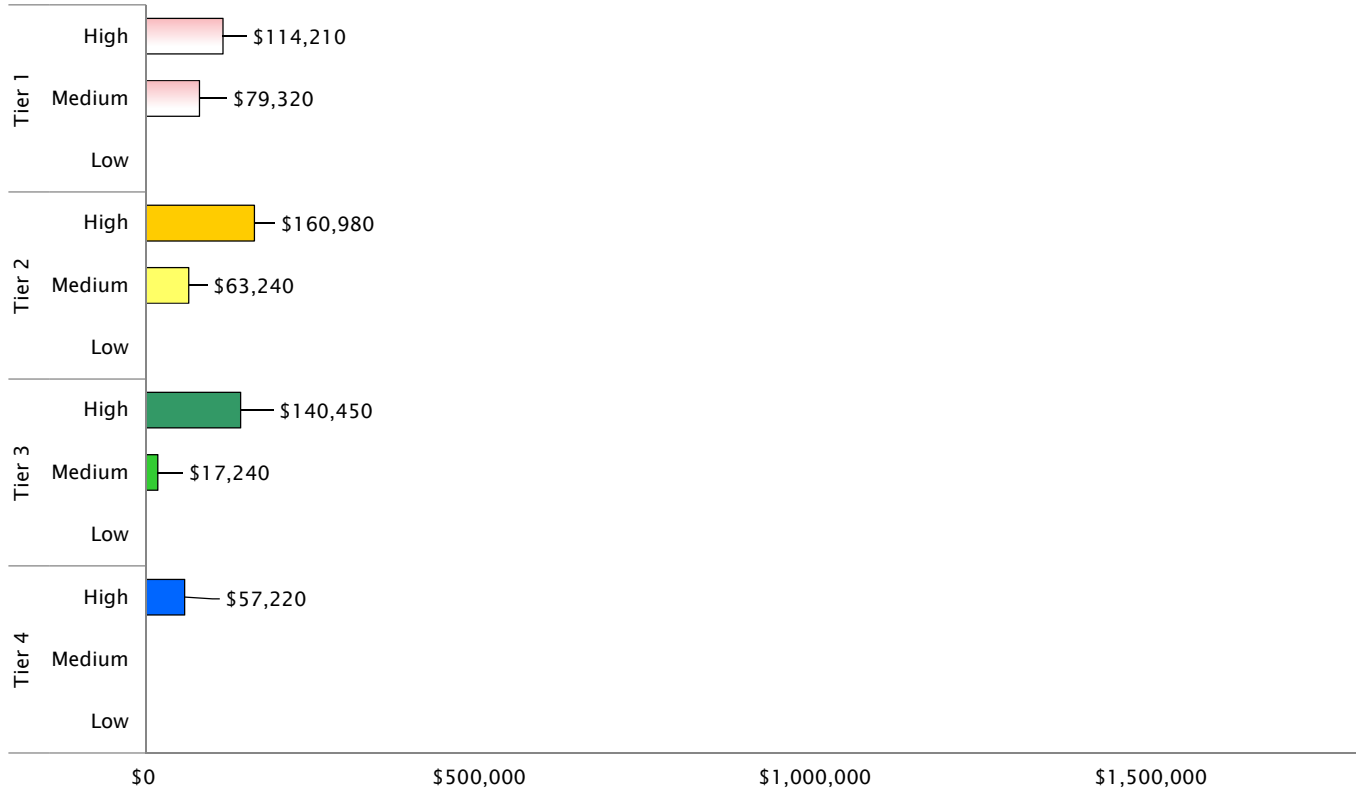 Tier 1
High $114,210
Medium $79,320
Low
Tier 2
High $160,980
Medium $63,240
Low
Tier 3
High $140,450
Medium $17,240
Low
Tier 4
High $57,220
Medium
Low
$0 $500,000 $1,000,000 $1,500,000